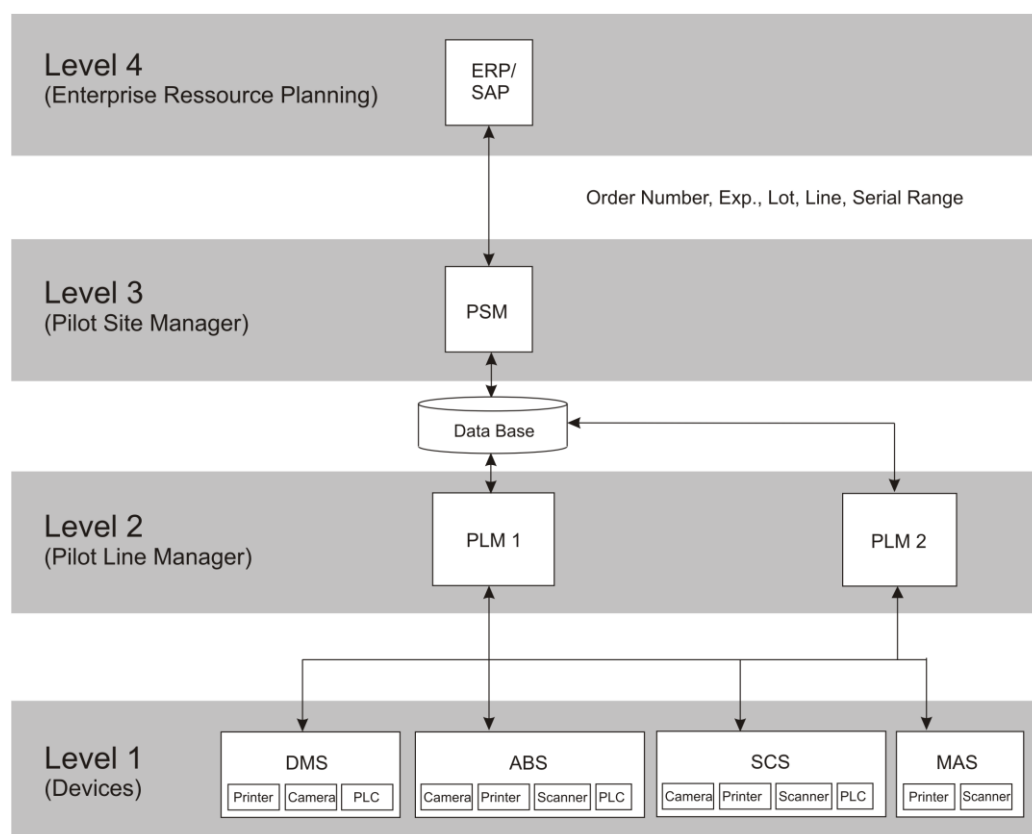 Level 4
(Enterprise Ressource Planning)
ERP/
SAP
Order Number, Exp., Lot, Line, Serial Range
Level 3
(Pilot Site Manager)
PSM
Data Base
Level 2
(Pilot Line Manager)
PLM 1
PLM 2
Level 1
(Devices)
DMS
Printer Camera PLC
ABS
Camera Printer Scanner PLC
SCS
Camera Printer Scanner PLC
MAS
Printer Scanner